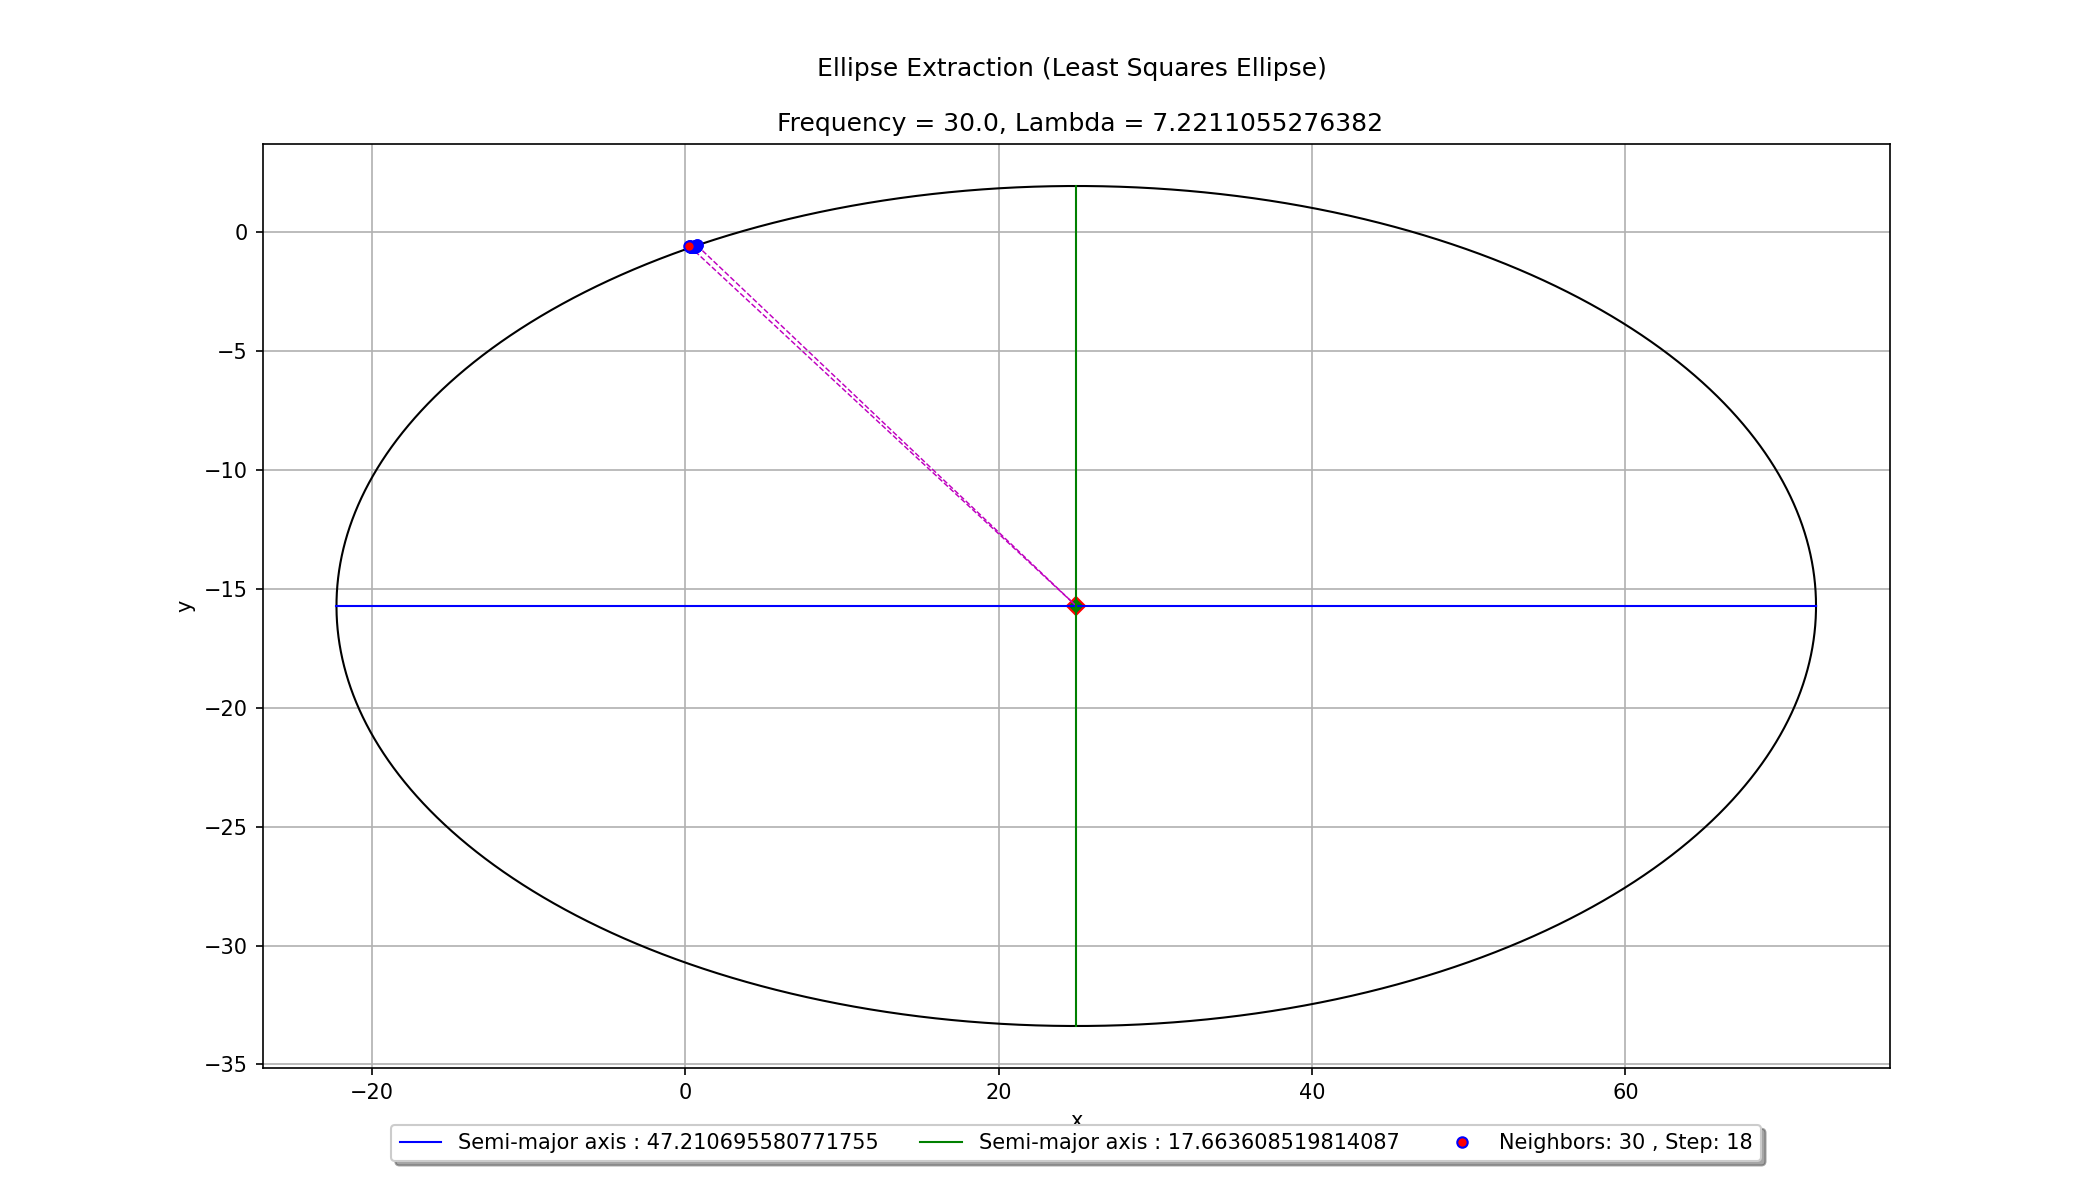 Ellipse Extraction (Least Squares Ellipse)
Frequency = 30.0, Lambda = 7.2211055276382
0
−5
−10
−15
−20
−25
−30
−35
y
−20 0 20 40 60
x
Semi-major axis : 47.210695580771755 Semi-major axis : 17.663608519814087 Neighbors: 30 , Step: 18